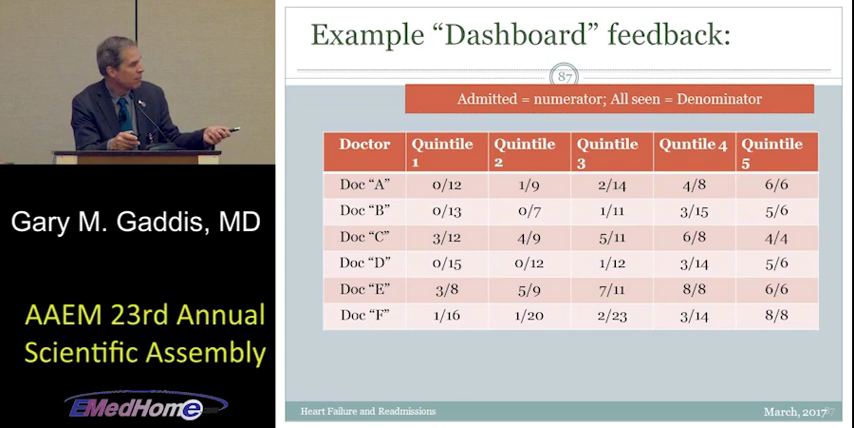 Example “Dashboard” feedback:
87
Admitted = numerator; All seen = Denominator
Doctor Quintile 1 Quintile 2 Quintile 3 Quntile 4 Quintile 5
Doc “A” 0/12 1/9 2/14 4/8 6/6
Doc “B” 0/13 0/7 1/11 3/15 5/6
Doc “C” 3/12 4/9 5/11 6/8 4/4
Doc “D” 0/15 0/12 1/12 3/14 5/6
Doc “E” 3/8 5/9 7/11 8/8 6/6
Doc “F” 1/16 1/20 2/23 3/14 8/8
Heart Failure and Readmissions
March, 2017
87
Gary M. Gaddis, MD
AAEM 23rd Annual
Scientific Assembly
EMedHome